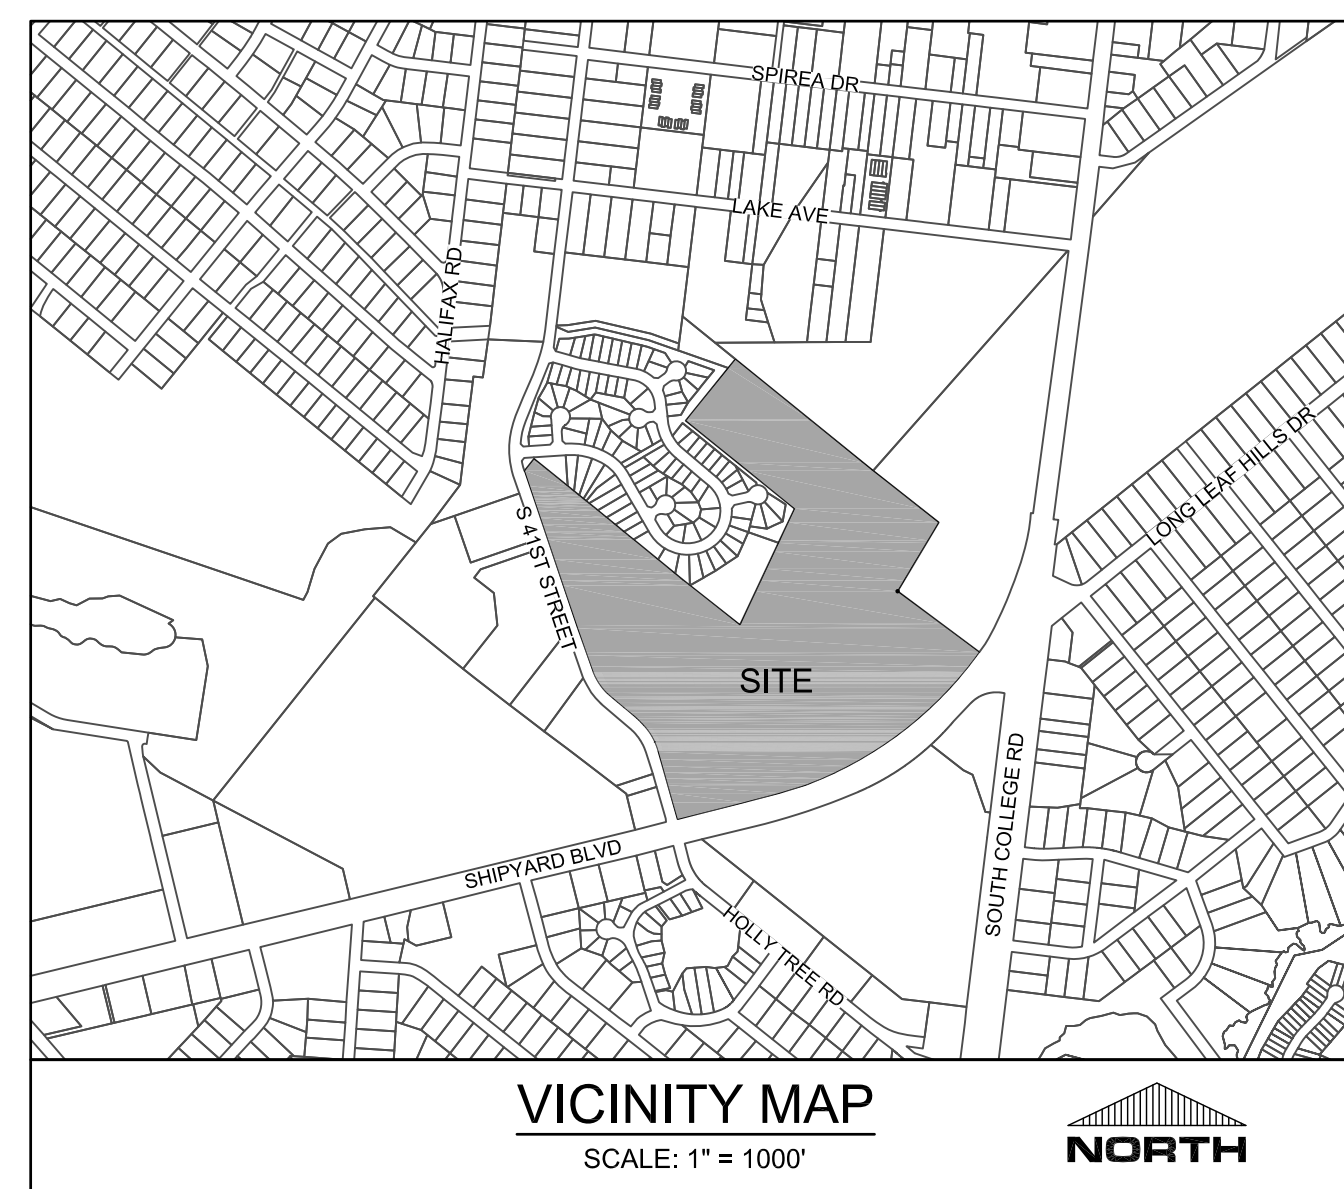 SPIREA DR
LAKE AVE
HALIFAX RD
LONG LEAF HILLS DR
S 41ST STREET
SITE
SOUTH COLLEGE RD
SHIPYARD BLVD
HOLLY TREE RD
VICINITY MAP
SCALE: 1" = 1000'
NORTH